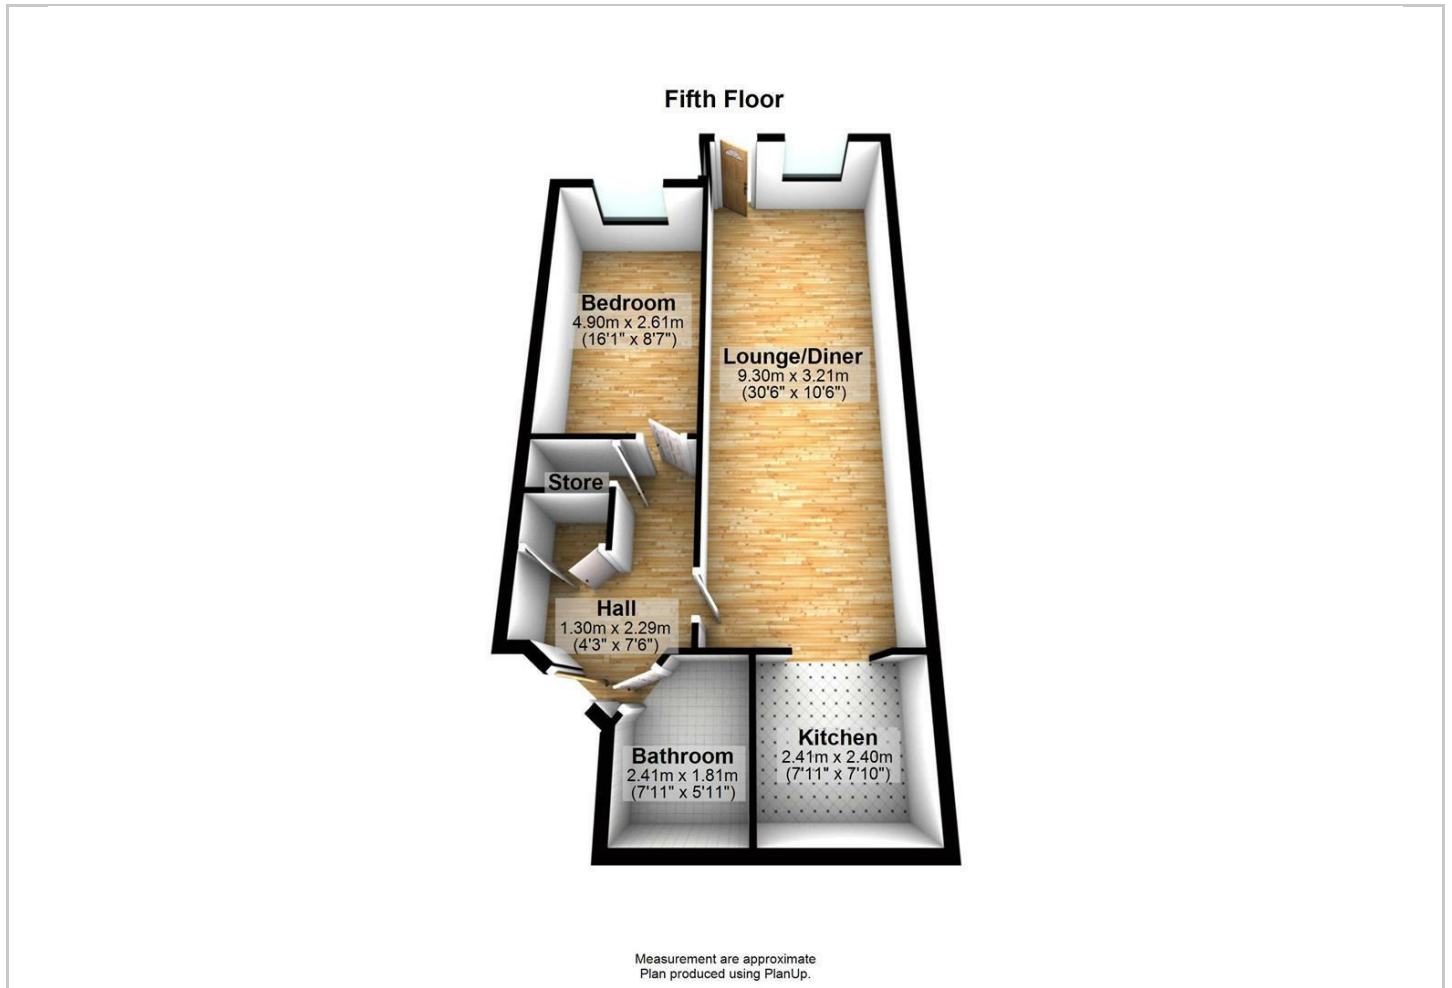 Fifth Floor
Bedroom
4.90m x 2.61m
(16'1" x 8'7")
Lounge/Diner
9.30m x 3.21m
(30'6" x 10'6")
Store
Hall
1.30m x 2.29m
(4'3" x 7'6")
Bathroom
2.41m x 1.81m
(7'11" x 5'11")
Kitchen
2.41m x 2.40m
(7'11" x 7'10")
Measurement are approximate
Plan produced using PlanUp.